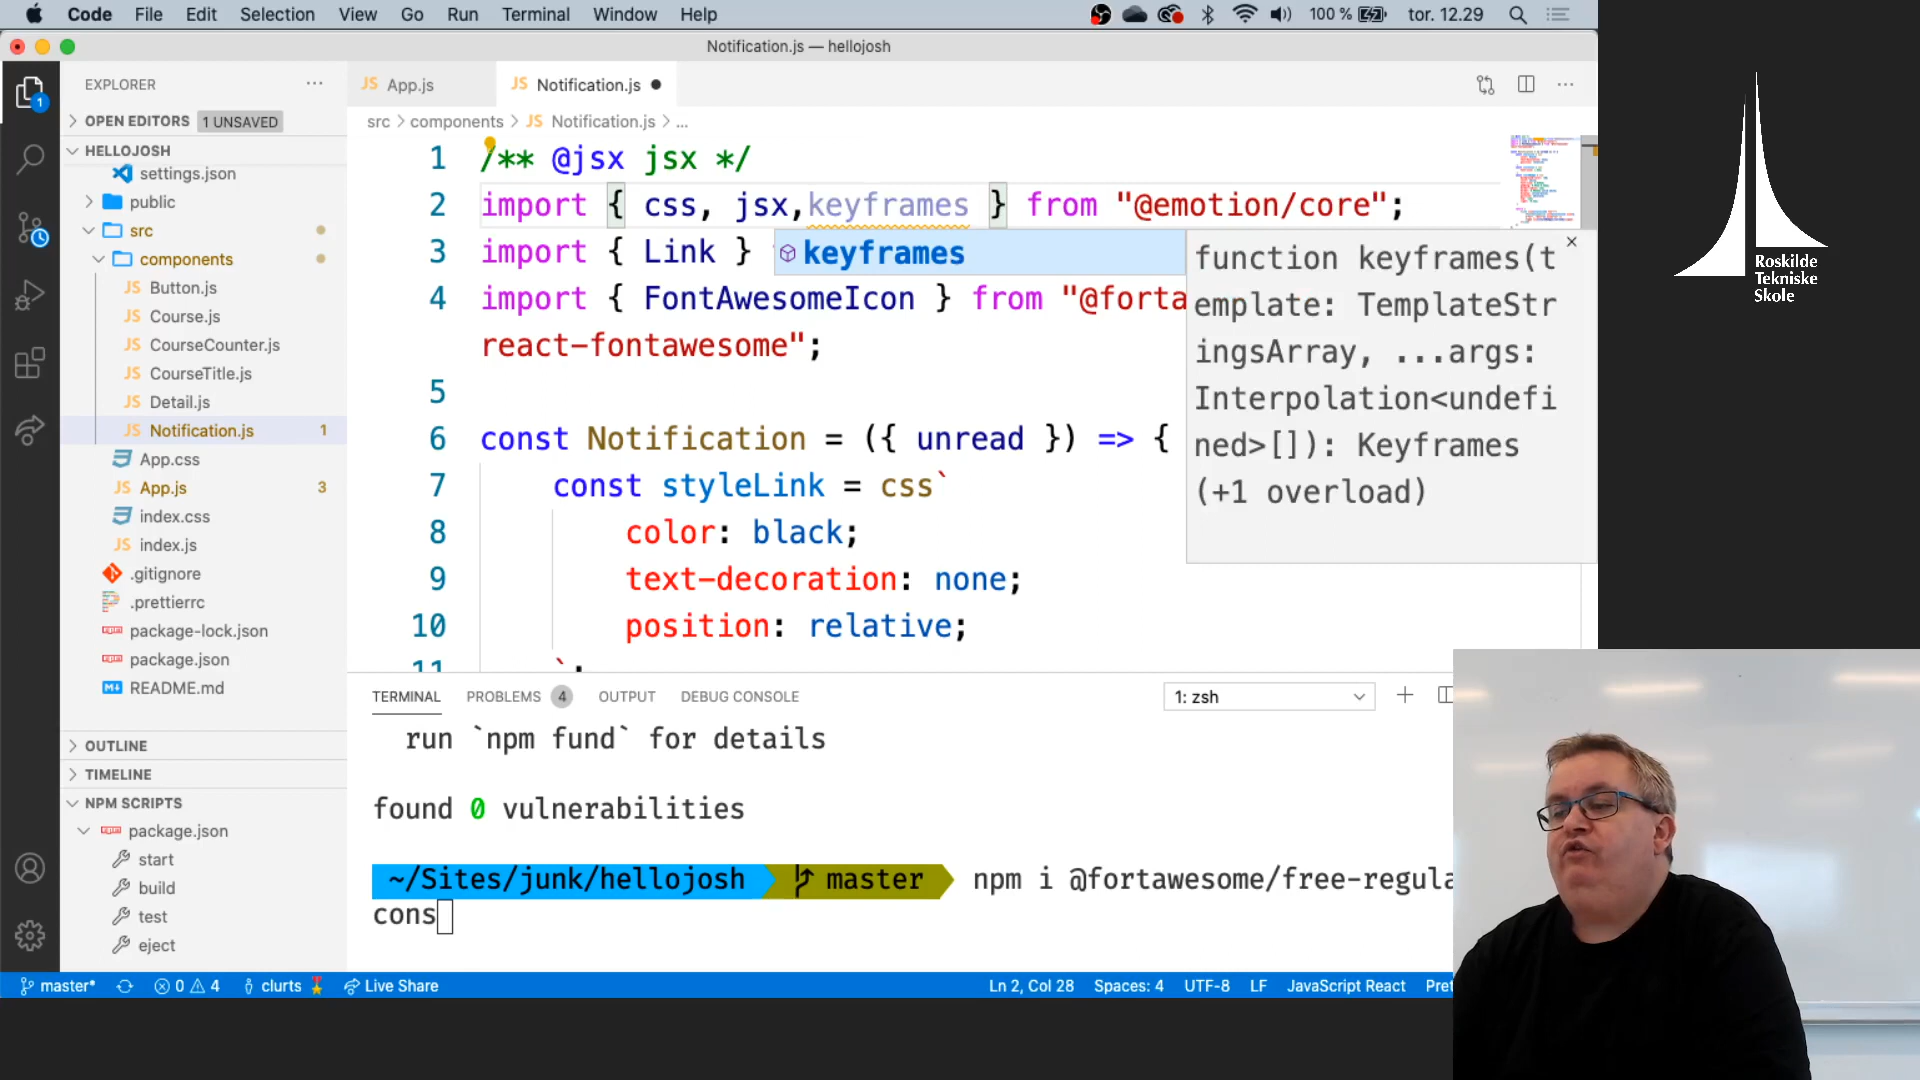 Code File Edit Selection View Go Run Terminal Window Help 100 % tor. 12.29
Notification.js — hellojosh
EXPLORER
1
OPEN EDITORS 1 UNSAVED
HELLOJOSH
settings.json
public
src
components
JS Button.js
JS Course.js
JS CourseCounter.js
JS CourseTitle.js
JS Detail.js
JS Notification.js 1
App.css
JS App.js 3
index.css
JS index.js
.gitignore
.prettierrc
package-lock.json
package.json
README.md
OUTLINE
TIMELINE
NPM SCRIPTS
package.json
start
build
test
eject
JS App.js JS Notification.js
src > components > JS Notification.js > ...
1 /** @jsx jsx */
2 import { css, jsx,keyframes } from "@emotion/core";
3 import { Link }
keyframes
4 import { FontAwesomeIcon } from "@forta
react-fontawesome";
5
6 const Notification = ({ unread }) => {
7 const styleLink = css`
8 color: black;
9 text-decoration: none;
10 position: relative;
11 `;
function keyframes(t
emplate: TemplateStr
ingsArray, ...args:
Interpolation<undefi
ned>[]): Keyframes
(+1 overload)
TERMINAL PROBLEMS 4 OUTPUT DEBUG CONSOLE 1: zsh
run `npm fund` for details
found 0 vulnerabilities
~/Sites/junk/hellojosh master npm i @fortawesome/free-regula
cons
master* 0 4 clurts Live Share Ln 2, Col 28 Spaces: 4 UTF-8 LF JavaScript React Pret
Roskilde
Tekniske
Skole